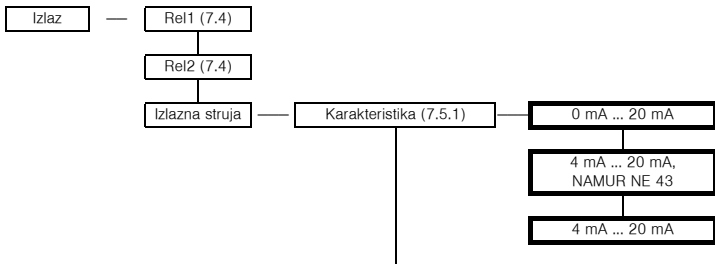 Izlaz
Rel1 (7.4)
Rel2 (7.4)
Izlazna struja
Karakteristika (7.5.1)
0 mA ... 20 mA
4 mA ... 20 mA,
NAMUR NE 43
4 mA ... 20 mA